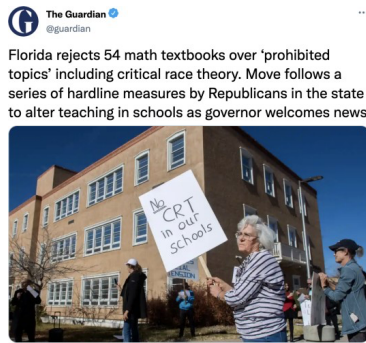 The Guardian
@guardian
Florida rejects 54 math textbooks over ‘prohibited
topics’ including critical race theory. Move follows a
series of hardline measures by Republicans in the state
to alter teaching in schools as governor welcomes news
No
CRT
in our
schools